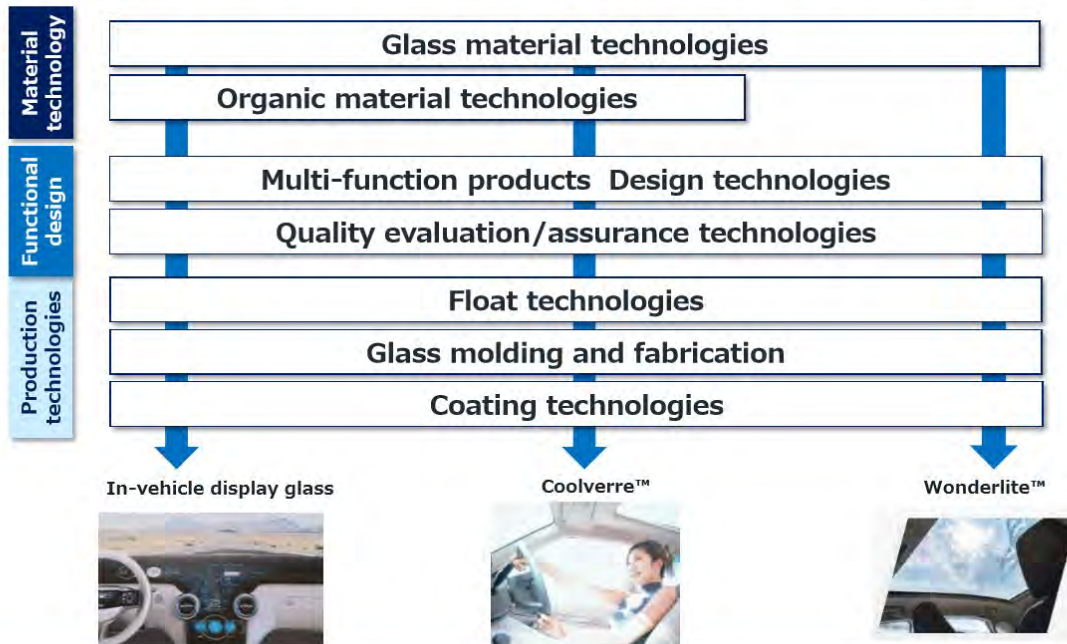 Material
technology
Glass material technologies
Organic material technologies
Functional
design
Multi-function products Design technologies
Quality evaluation/assurance technologies
Production
technologies
Float technologies
Glass molding and fabrication
Coating technologies
In-vehicle display glass
Coolverre™
Wonderlite™